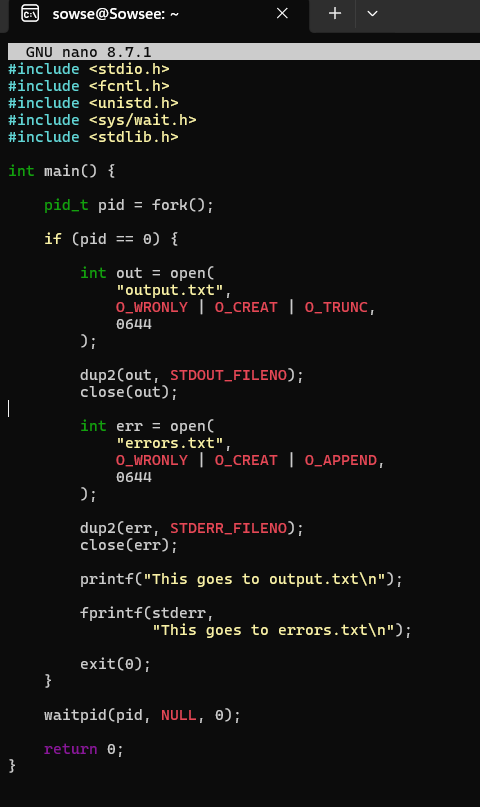 sowse@Sowsee: ~
GNU nano 8.7.1
#include <stdio.h>
#include <fcntl.h>
#include <unistd.h>
#include <sys/wait.h>
#include <stdlib.h>
int main() {
    pid_t pid = fork();
    if (pid == 0) {
        int out = open(
            "output.txt",
            O_WRONLY | O_CREAT | O_TRUNC,
            0644
        );
        dup2(out, STDOUT_FILENO);
        close(out);
        int err = open(
            "errors.txt",
            O_WRONLY | O_CREAT | O_APPEND,
            0644
        );
        dup2(err, STDERR_FILENO);
        close(err);
        printf("This goes to output.txt\n");
        fprintf(stderr,
                "This goes to errors.txt\n");
        exit(0);
    }
    waitpid(pid, NULL, 0);
    return 0;
}